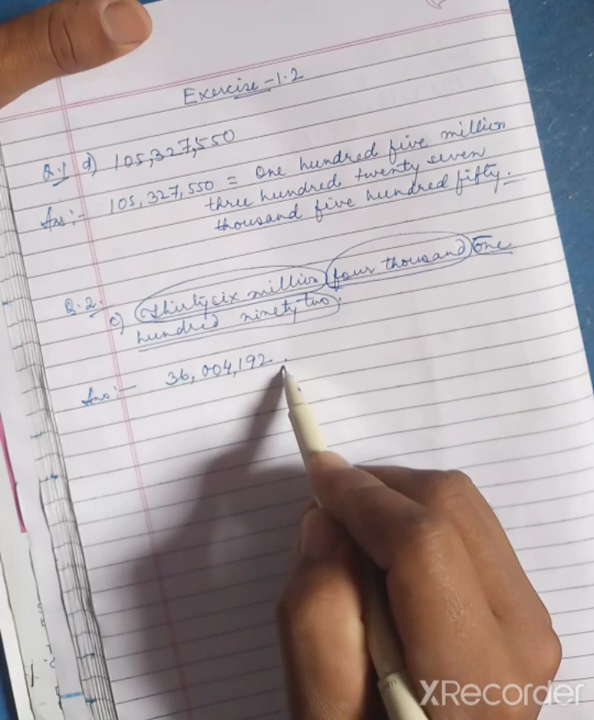 Exercise - 1.2
Q.1 d) 105,327,550
Ans:- 105,327,550 = One hundred five million
three hundred twenty seven
thousand five hundred fifty.
Q.2.
c) Thirty six million four thousand One
hundred ninety two.
Ans:- 36,004,192.
XRecorder